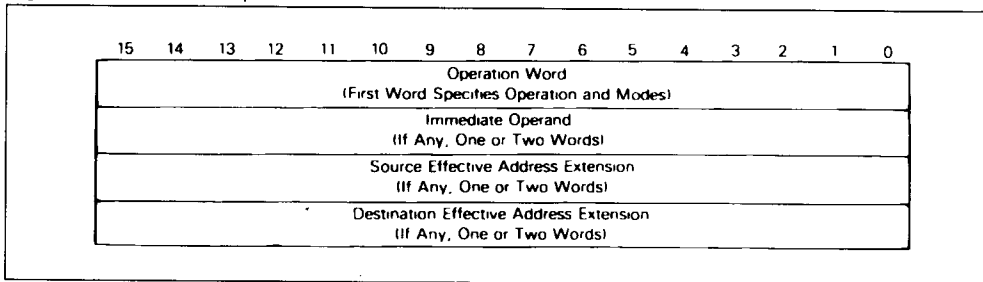 15 14 13 12 11 10 9 8 7 6 5 4 3 2 1 0
Operation Word
(First Word Specifies Operation and Modes)
Immediate Operand
(If Any, One or Two Words)
Source Effective Address Extension
(If Any, One or Two Words)
Destination Effective Address Extension
(If Any, One or Two Words)